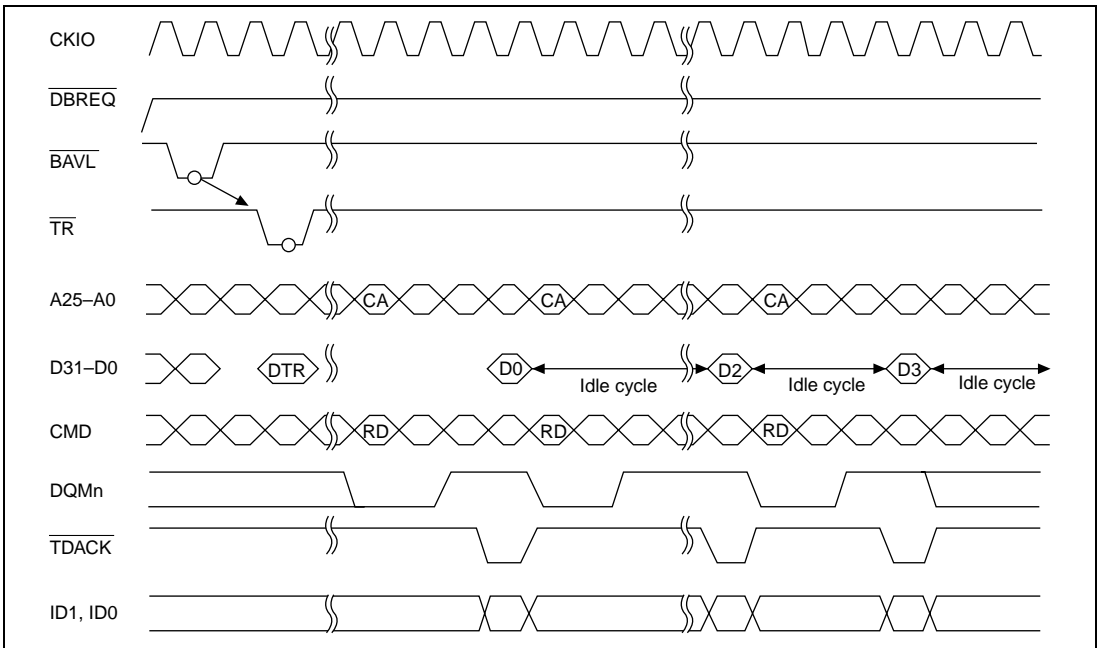 CKIO
DBREQ
BAVL
TR
A25–A0 CA CA CA
D31–D0 DTR D0 Idle cycle D2 Idle cycle D3 Idle cycle
CMD RD RD RD
DQMn
TDACK
ID1, ID0